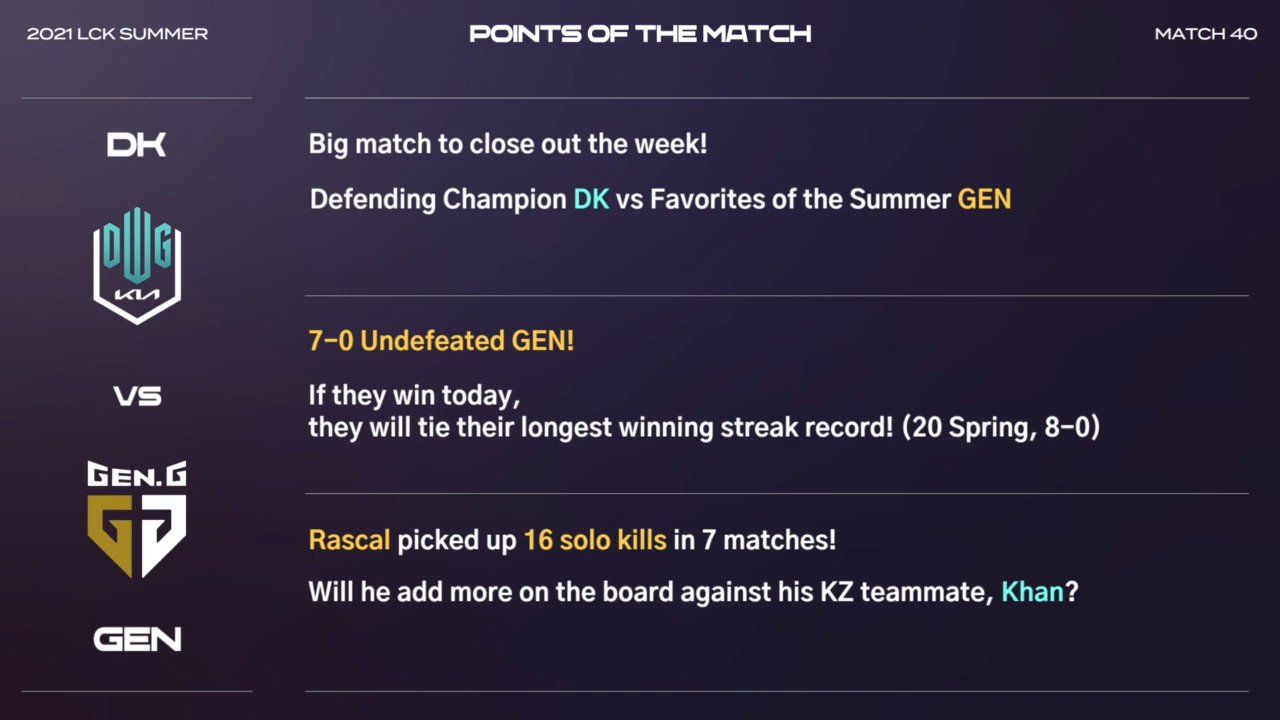 2021 LCK SUMMER
POINTS OF THE MATCH
MATCH 40
DK
DWG
KIA
VS
GEN.G
GG
GEN
Big match to close out the week!
Defending Champion DK vs Favorites of the Summer GEN
7-0 Undefeated GEN!
If they win today,
they will tie their longest winning streak record! (20 Spring, 8-0)
Rascal picked up 16 solo kills in 7 matches!
Will he add more on the board against his KZ teammate, Khan?